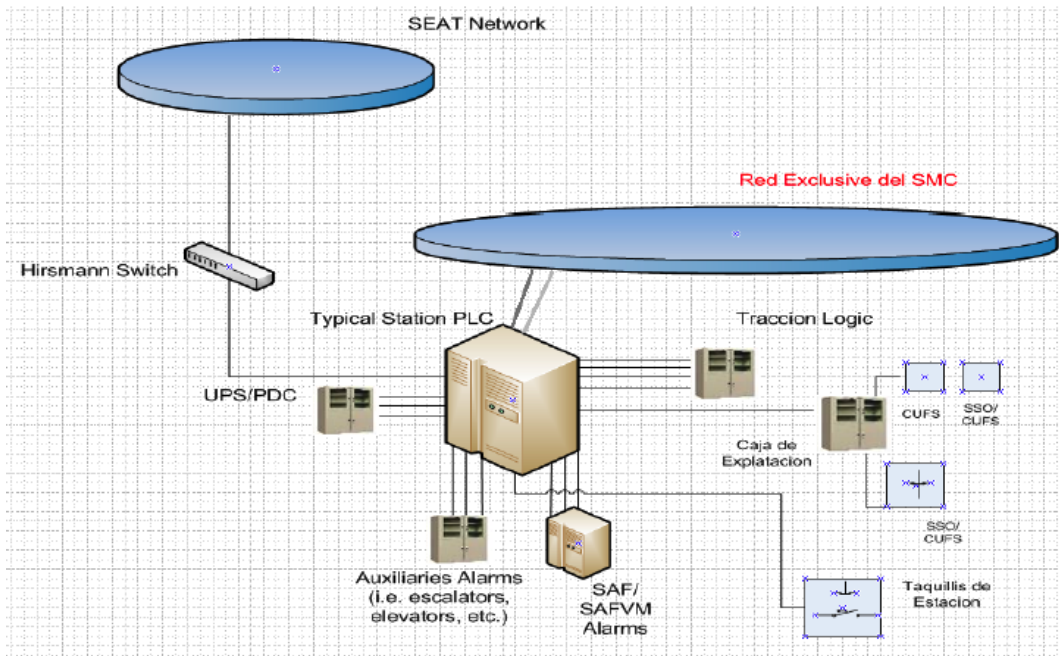 SEAT Network
Red Exclusive del SMC
Hirsmann Switch
Typical Station PLC
Traccion Logic
UPS/PDC
CUFS
SSO/
CUFS
Caja de
Explatacion
SSO/
CUFS
Auxiliaries Alarms
(i.e. escalators,
elevators, etc.)
SAF/
SAFVM
Alarms
Taquillis de
Estacion